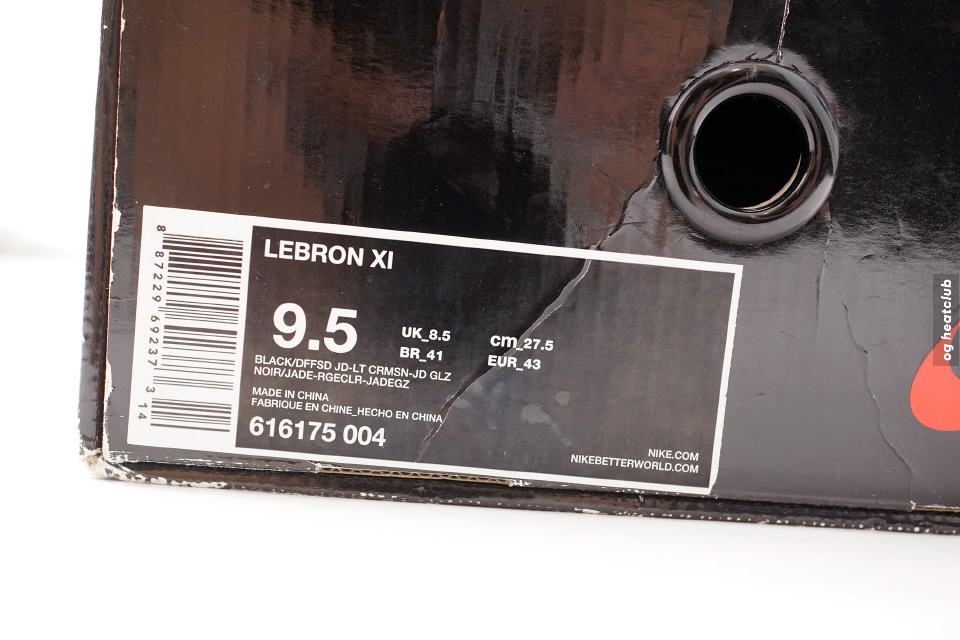 8 87229 69237 3 14
LEBRON XI
9.5
UK_8.5 cm_27.5
BR_41 EUR_43
BLACK/DFFSD JD-LT CRMSN-JD GLZ
NOIR/JADE-RGECLR-JADEGZ
MADE IN CHINA
FABRIQUE EN CHINE_HECHO EN CHINA
616175 004
NIKE.COM
NIKEBETTERWORLD.COM
og heatclub